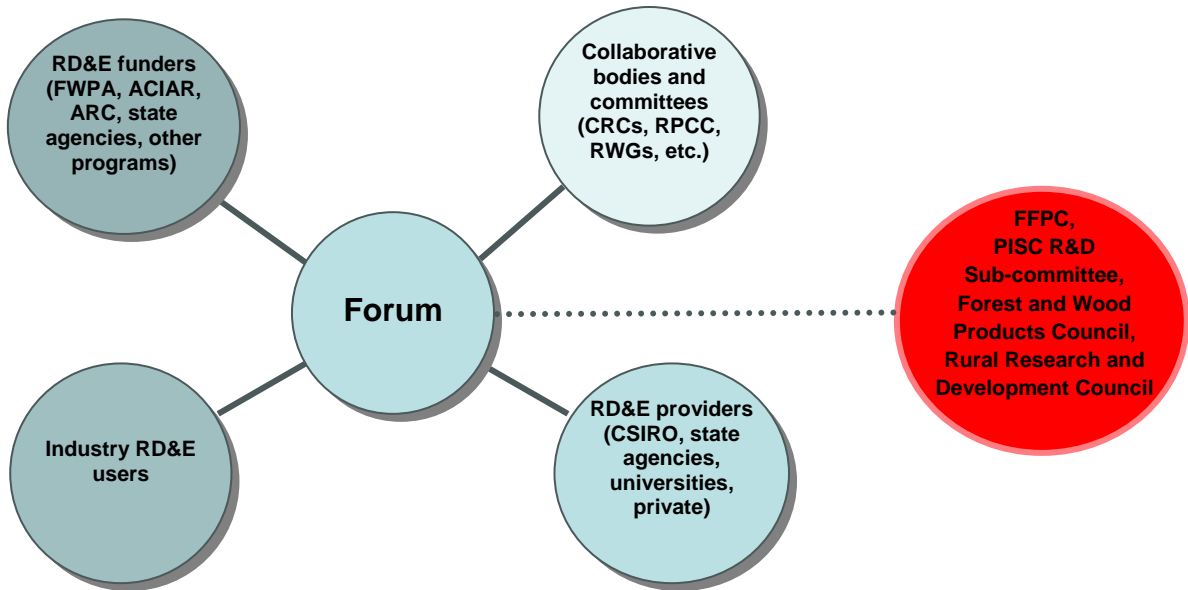 RD&E funders
(FWPA, ACIAR,
ARC, state
agencies, other
programs)
Collaborative
bodies and
committees
(CRCs, RPCC,
RWGs, etc.)
FFPC,
PISC R&D
Sub-committee,
Forest and Wood
Products Council,
Rural Research and
Development Council
Forum
Industry RD&E
users
RD&E providers
(CSIRO, state
agencies,
universities,
private)